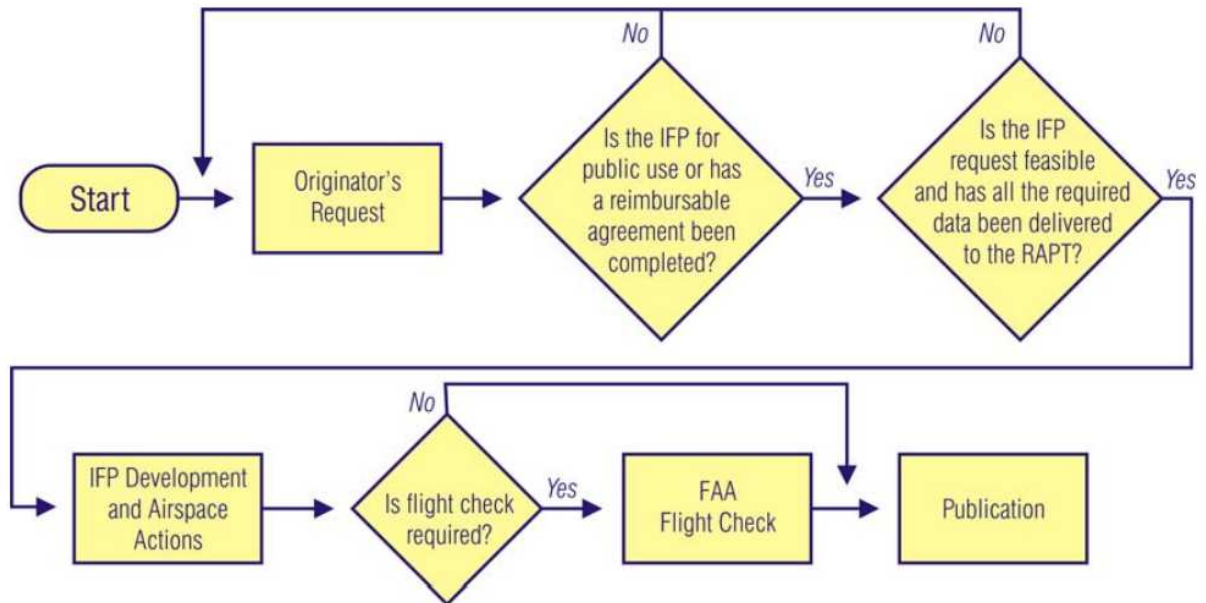 No
No
Start
Originator's
Request
Is the IFP for
public use or has
a reimbursable
agreement been
completed?
Yes
Is the IFP
request feasible
and has all the required
data been delivered
to the RAPT?
Yes
IFP Development
and Airspace
Actions
No
Is flight check
required?
Yes
FAA
Flight Check
Publication